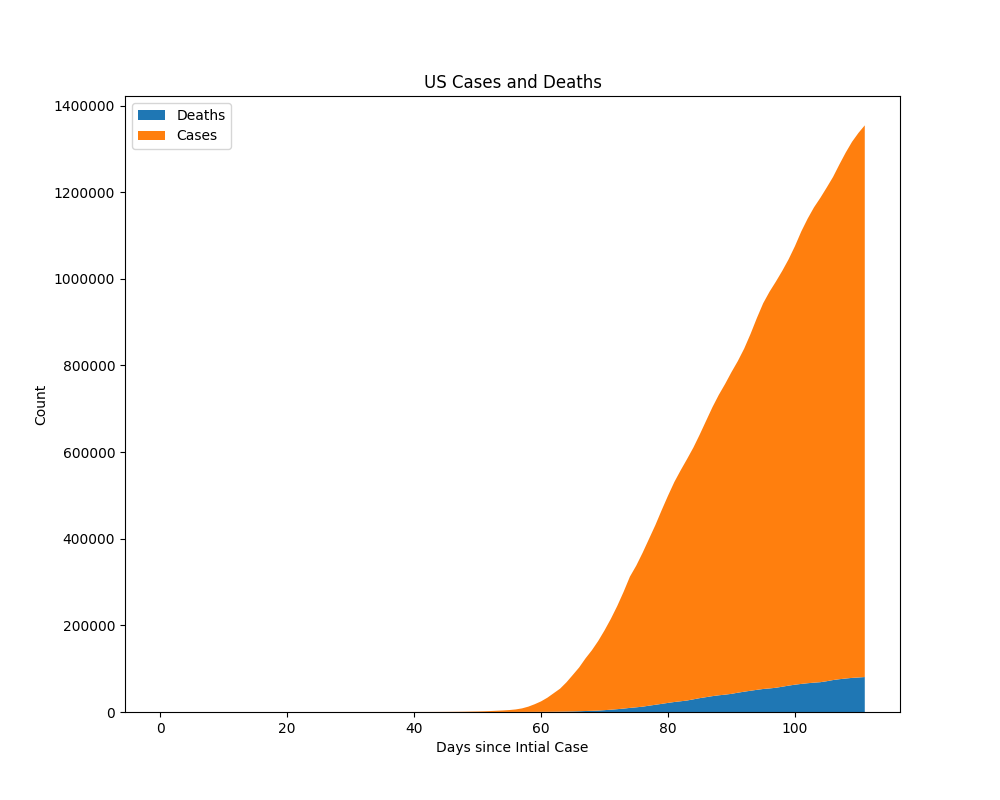 US Cases and Deaths
Deaths
Cases
1400000
1200000
1000000
800000
600000
400000
200000
0
Count
0 20 40 60 80 100
Days since Intial Case